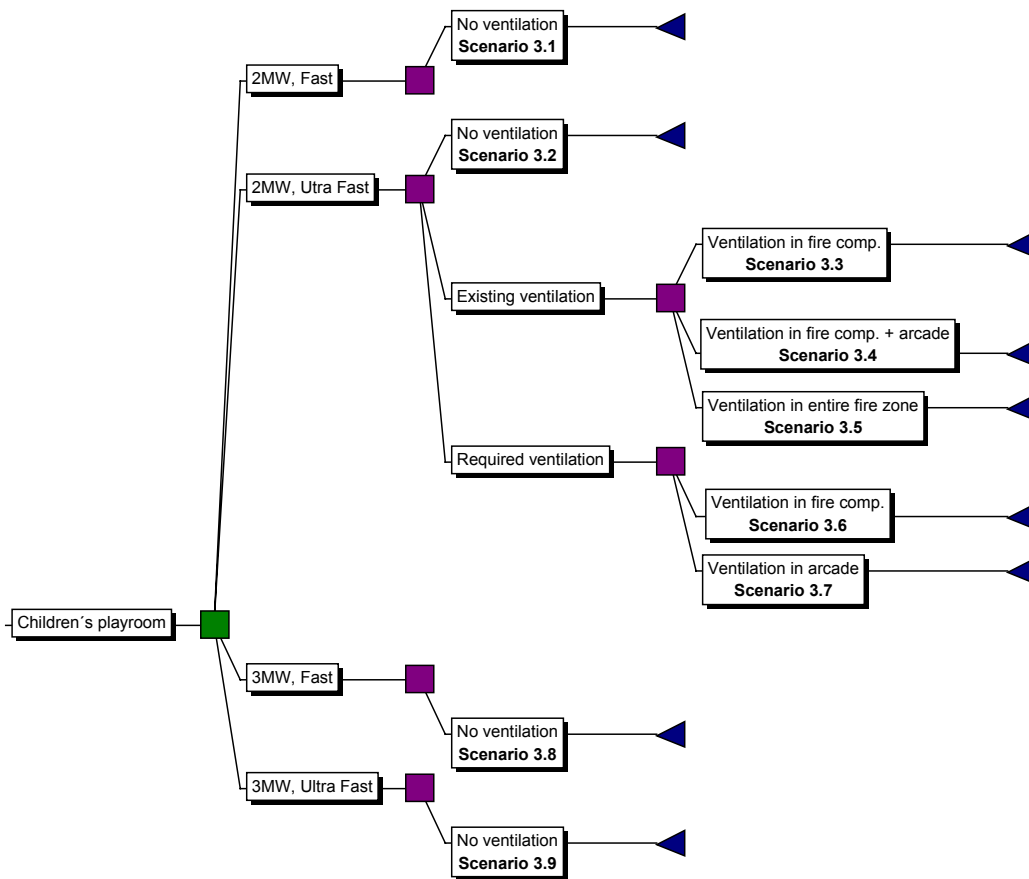 No ventilation
Scenario 3.1
2MW, Fast
No ventilation
Scenario 3.2
2MW, Utra Fast
Ventilation in fire comp.
Scenario 3.3
Existing ventilation
Ventilation in fire comp. + arcade
Scenario 3.4
Ventilation in entire fire zone
Scenario 3.5
Required ventilation
Ventilation in fire comp.
Scenario 3.6
Ventilation in arcade
Scenario 3.7
Children´s playroom
3MW, Fast
No ventilation
Scenario 3.8
3MW, Ultra Fast
No ventilation
Scenario 3.9